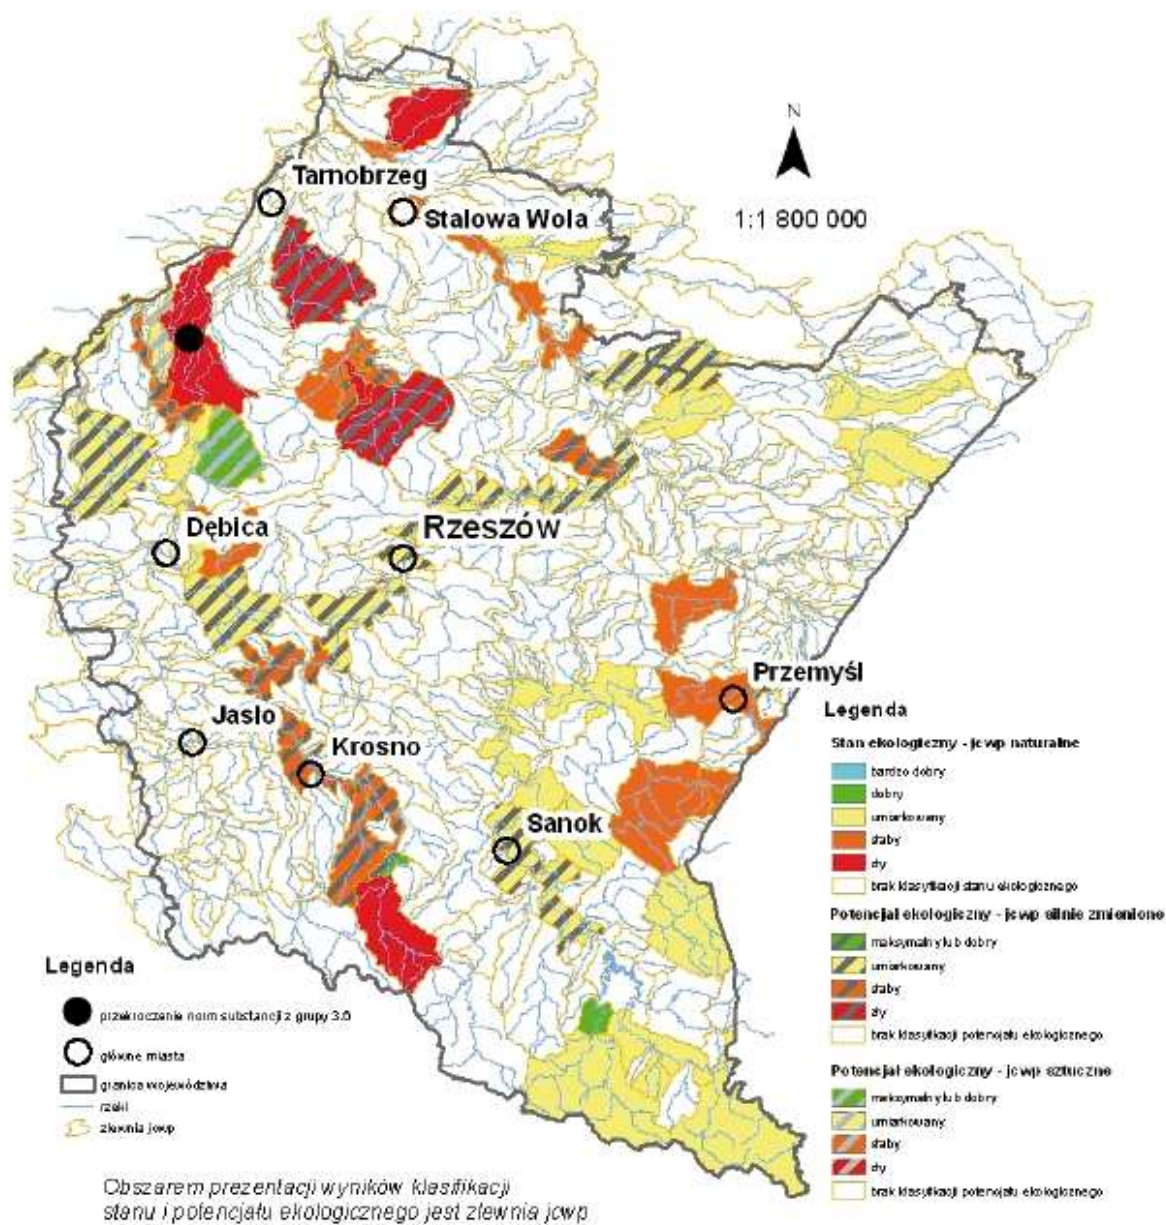 N
1:1 800 000
Tarnobrzeg
Stalowa Wola
Dębica
Rzeszów
Przemyśl
Jasło
Krosno
Sanok
Legenda
przekroczenie norm substancji z grupy 3.6
główne miasta
granica województwa
rzeki
zlewnia jcwp
Legenda
Stan ekologiczny - jcwp naturalne
bardzo dobry
dobry
umiarkowany
słaby
zły
brak klasyfikacji stanu ekologicznego
Potencjał ekologiczny - jcwp silnie zmienione
maksymalny lub dobry
umiarkowany
słaby
zły
brak klasyfikacji potencjału ekologicznego
Potencjał ekologiczny - jcwp sztuczne
maksymalny lub dobry
umiarkowany
słaby
zły
brak klasyfikacji potencjału ekologicznego
Obszarem prezentacji wyników klasifikacji
stanu i potencjału ekologicznego jest zlewnia jcwp